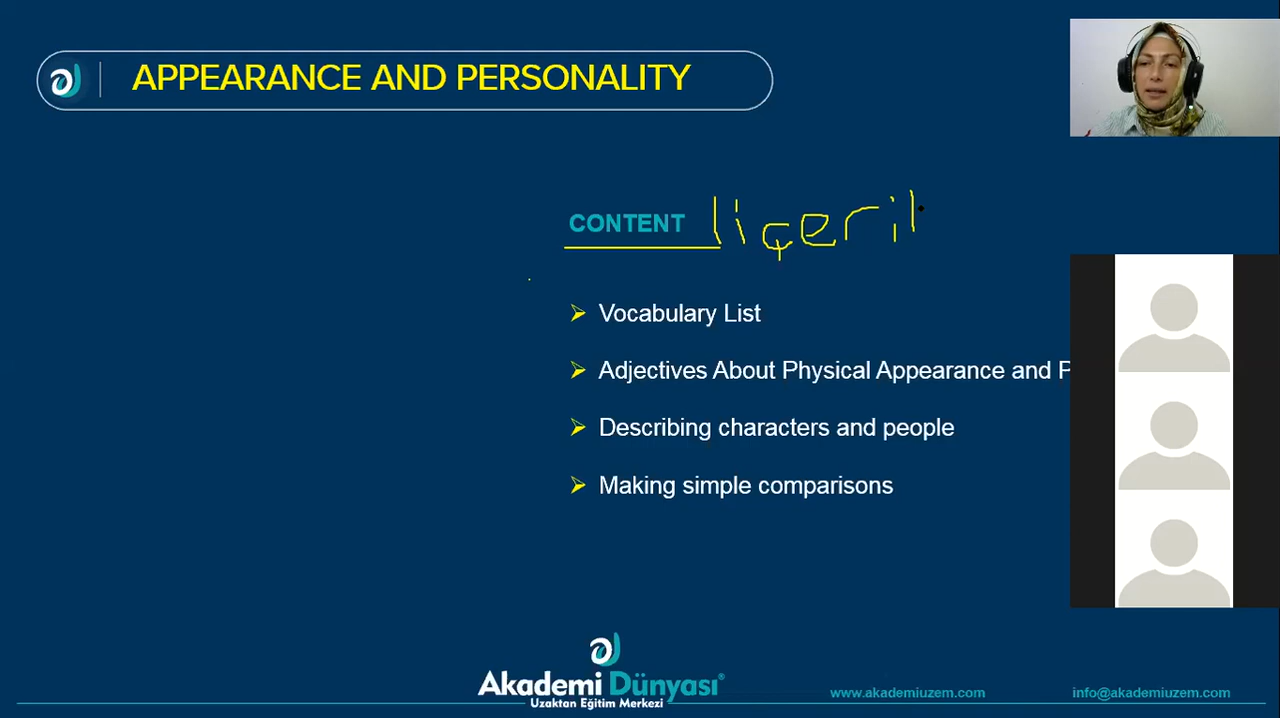 APPEARANCE AND PERSONALITY
CONTENT içeri
Vocabulary List
Adjectives About Physical Appearance and P
Describing characters and people
Making simple comparisons
Akademi Dünyası®
Uzaktan Eğitim Merkezi
www.akademiuzem.com
info@akademiuzem.com